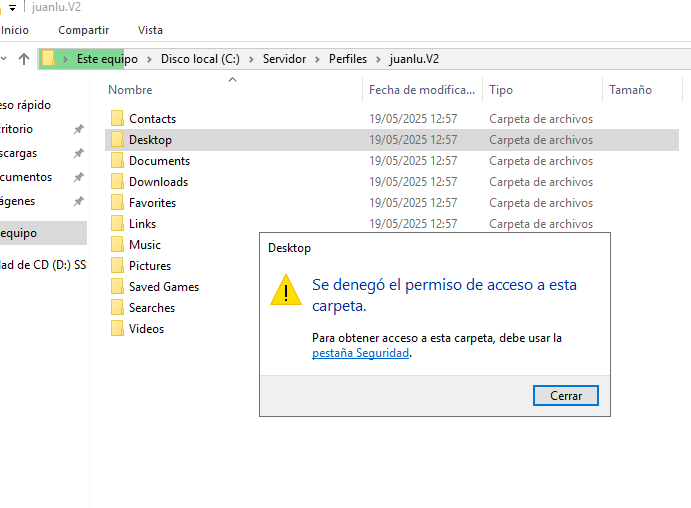 juanlu.V2
Inicio Compartir Vista
Este equipo > Disco local (C:) > Servidor > Perfiles > juanlu.V2
Nombre Fecha de modifica... Tipo Tamaño
eso rápido
ritorio
scargas
cumentos
ágenes
equipo
ad de CD (D:) SS
Contacts 19/05/2025 12:57 Carpeta de archivos
Desktop 19/05/2025 12:57 Carpeta de archivos
Documents 19/05/2025 12:57 Carpeta de archivos
Downloads 19/05/2025 12:57 Carpeta de archivos
Favorites 19/05/2025 12:57 Carpeta de archivos
Links 19/05/2025 12:57 Carpeta de archivos
Music
Pictures
Saved Games
Searches
Videos
Desktop
Se denegó el permiso de acceso a esta
carpeta.
Para obtener acceso a esta carpeta, debe usar la
pestaña Seguridad.
Cerrar